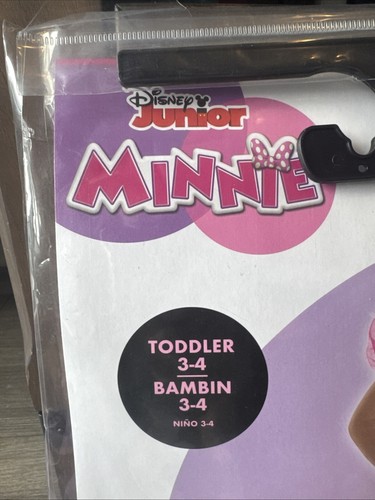 Disney
Junior
MINNIE
TODDLER
3-4
BAMBIN
3-4
NIÑO 3-4